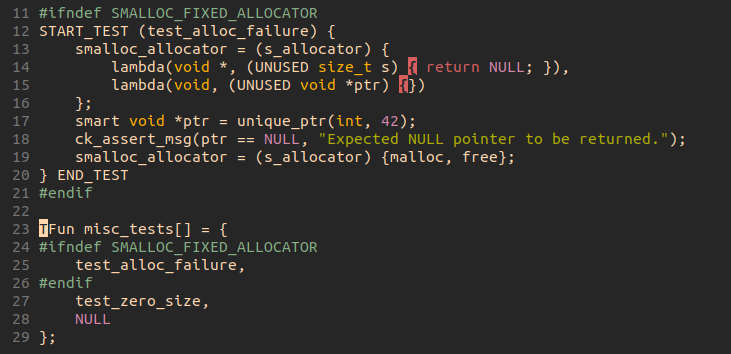 11 #ifndef SMALLOC_FIXED_ALLOCATOR
12 START_TEST (test_alloc_failure) {
13     smalloc_allocator = (s_allocator) {
14         lambda(void *, (UNUSED size_t s) { return NULL; }),
15         lambda(void, (UNUSED void *ptr) {})
16     };
17     smart void *ptr = unique_ptr(int, 42);
18     ck_assert_msg(ptr == NULL, "Expected NULL pointer to be returned.");
19     smalloc_allocator = (s_allocator) {malloc, free};
20 } END_TEST
21 #endif
22
23 TFun misc_tests[] = {
24 #ifndef SMALLOC_FIXED_ALLOCATOR
25     test_alloc_failure,
26 #endif
27     test_zero_size,
28     NULL
29 };